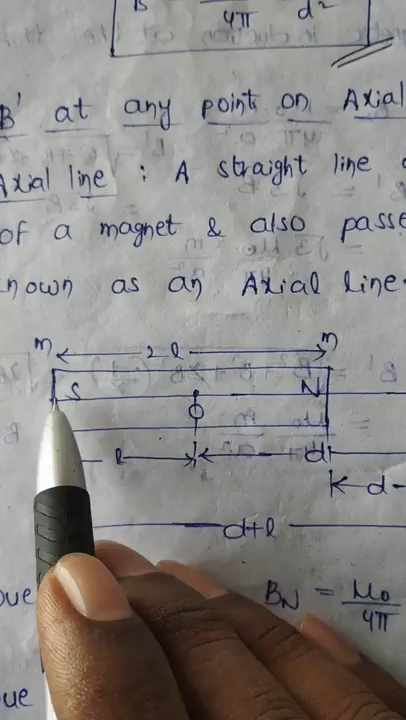 B 4π d²
B' at any point on Axial
Axial line : A straight line
of a magnet & also passe
nown as an Axial line.
m 2l m
S N
l d
d-
d+l
B_N = μ₀/4π